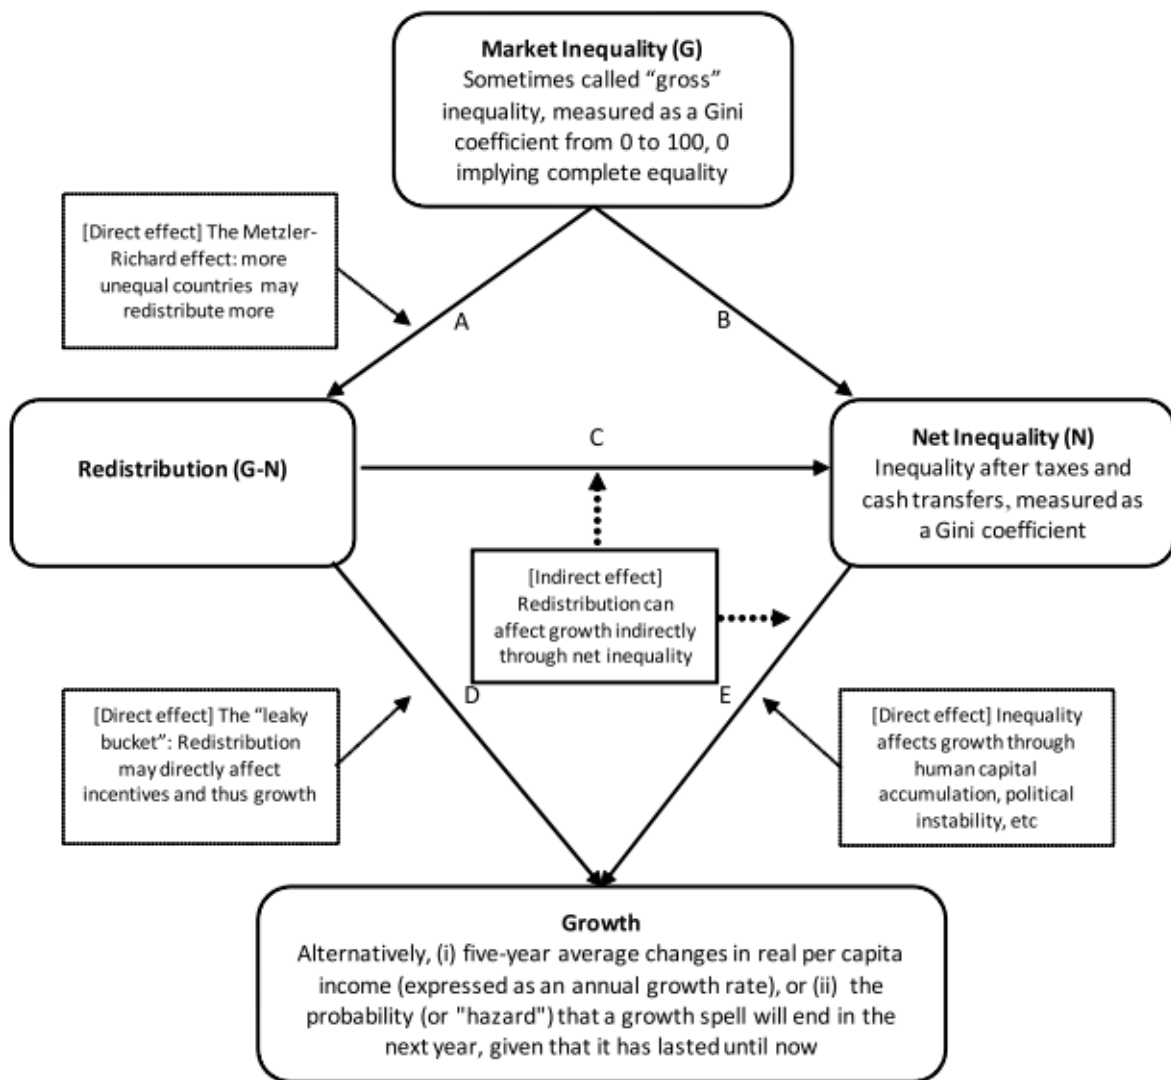 Market Inequality (G)
Sometimes called “gross”
inequality, measured as a Gini
coefficient from 0 to 100, 0
implying complete equality
[Direct effect] The Metzler-
Richard effect: more
unequal countries may
redistribute more
A
B
Redistribution (G-N)
C
Net Inequality (N)
Inequality after taxes and
cash transfers, measured as
a Gini coefficient
[Indirect effect]
Redistribution can
affect growth indirectly
through net inequality
D
E
[Direct effect] The “leaky
bucket”: Redistribution
may directly affect
incentives and thus growth
[Direct effect] Inequality
affects growth through
human capital
accumulation, political
instability, etc
Growth
Alternatively, (i) five-year average changes in real per capita
income (expressed as an annual growth rate), or (ii) the
probability (or "hazard") that a growth spell will end in the
next year, given that it has lasted until now